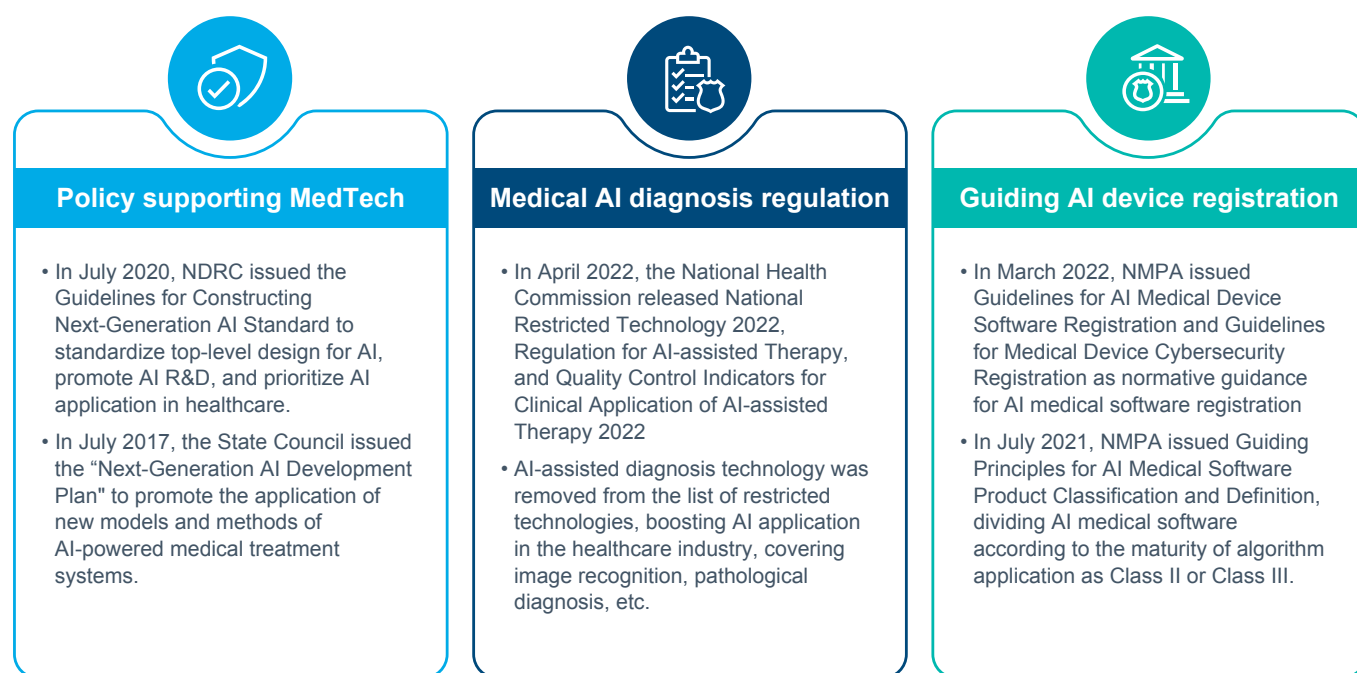 Policy supporting MedTech
• In July 2020, NDRC issued the
Guidelines for Constructing
Next-Generation AI Standard to
standardize top-level design for AI,
promote AI R&D, and prioritize AI
application in healthcare.
• In July 2017, the State Council issued
the “Next-Generation AI Development
Plan" to promote the application of
new models and methods of
AI-powered medical treatment
systems.
Medical AI diagnosis regulation
• In April 2022, the National Health
Commission released National
Restricted Technology 2022,
Regulation for AI-assisted Therapy,
and Quality Control Indicators for
Clinical Application of AI-assisted
Therapy 2022
• AI-assisted diagnosis technology was
removed from the list of restricted
technologies, boosting AI application
in the healthcare industry, covering
image recognition, pathological
diagnosis, etc.
Guiding AI device registration
• In March 2022, NMPA issued
Guidelines for AI Medical Device
Software Registration and Guidelines
for Medical Device Cybersecurity
Registration as normative guidance
for AI medical software registration
• In July 2021, NMPA issued Guiding
Principles for AI Medical Software
Product Classification and Definition,
dividing AI medical software
according to the maturity of algorithm
application as Class II or Class III.